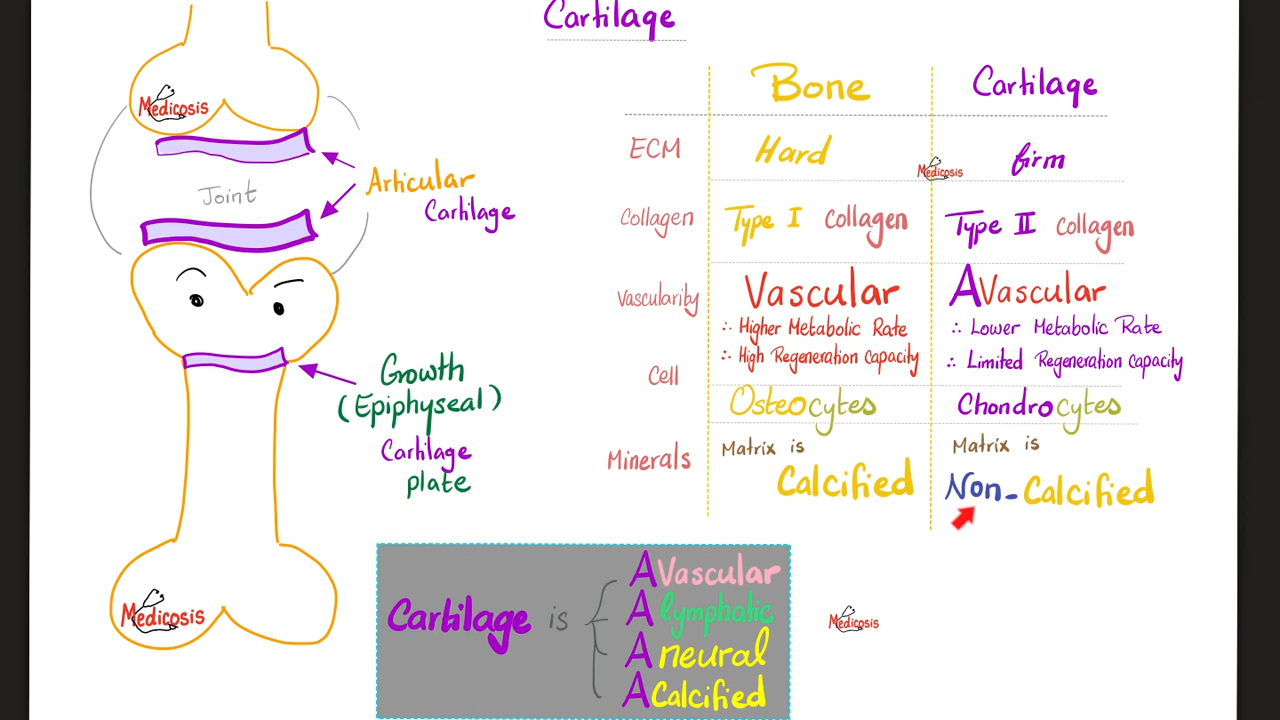 Cartilage
Medicosis
Joint
Articular
Cartilage
Growth
(Epiphyseal)
Cartilage
plate
Medicosis
Bone
Cartilage
ECM
Hard
Medicosis
firm
Collagen
Type I Collagen
Type II Collagen
Vascularity
Vascular
∴ Higher Metabolic Rate
∴ High Regeneration Capacity
AVascular
∴ Lower Metabolic Rate
∴ Limited Regeneration Capacity
Cell
Osteocytes
Chondrocytes
Minerals
Matrix is
Calcified
Matrix is
Non-Calcified
Cartilage is
AVascular
Alymphatic
Aneural
ACalcified
Medicosis